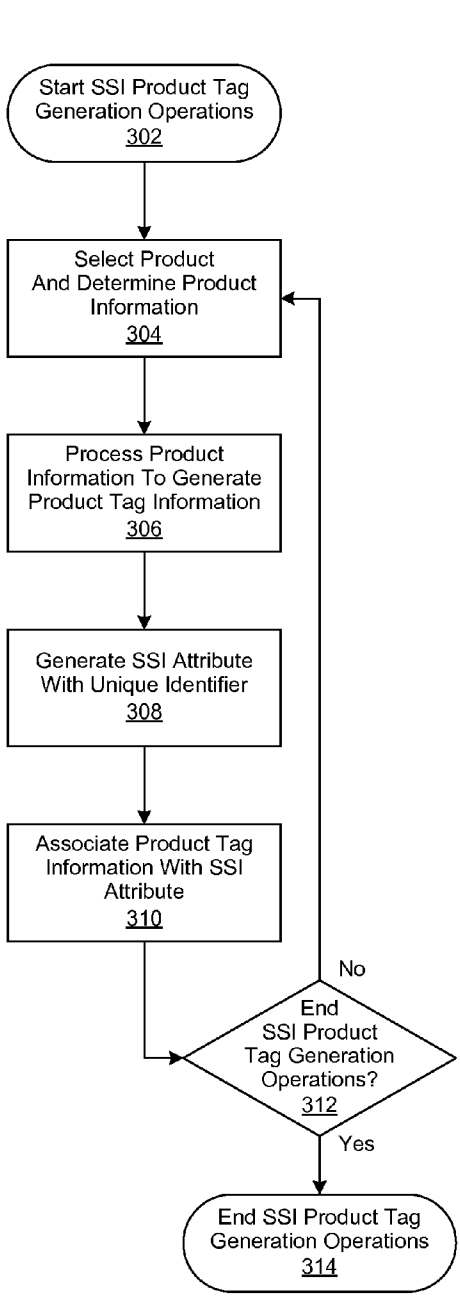 Start SSI Product Tag
Generation Operations
302
Select Product
And Determine Product
Information
304
Process Product
Information To Generate
Product Tag Information
306
Generate SSI Attribute
With Unique Identifier
308
Associate Product Tag
Information With SSI
Attribute
310
No
End
SSI Product
Tag Generation
Operations?
312
Yes
End SSI Product Tag
Generation Operations
314